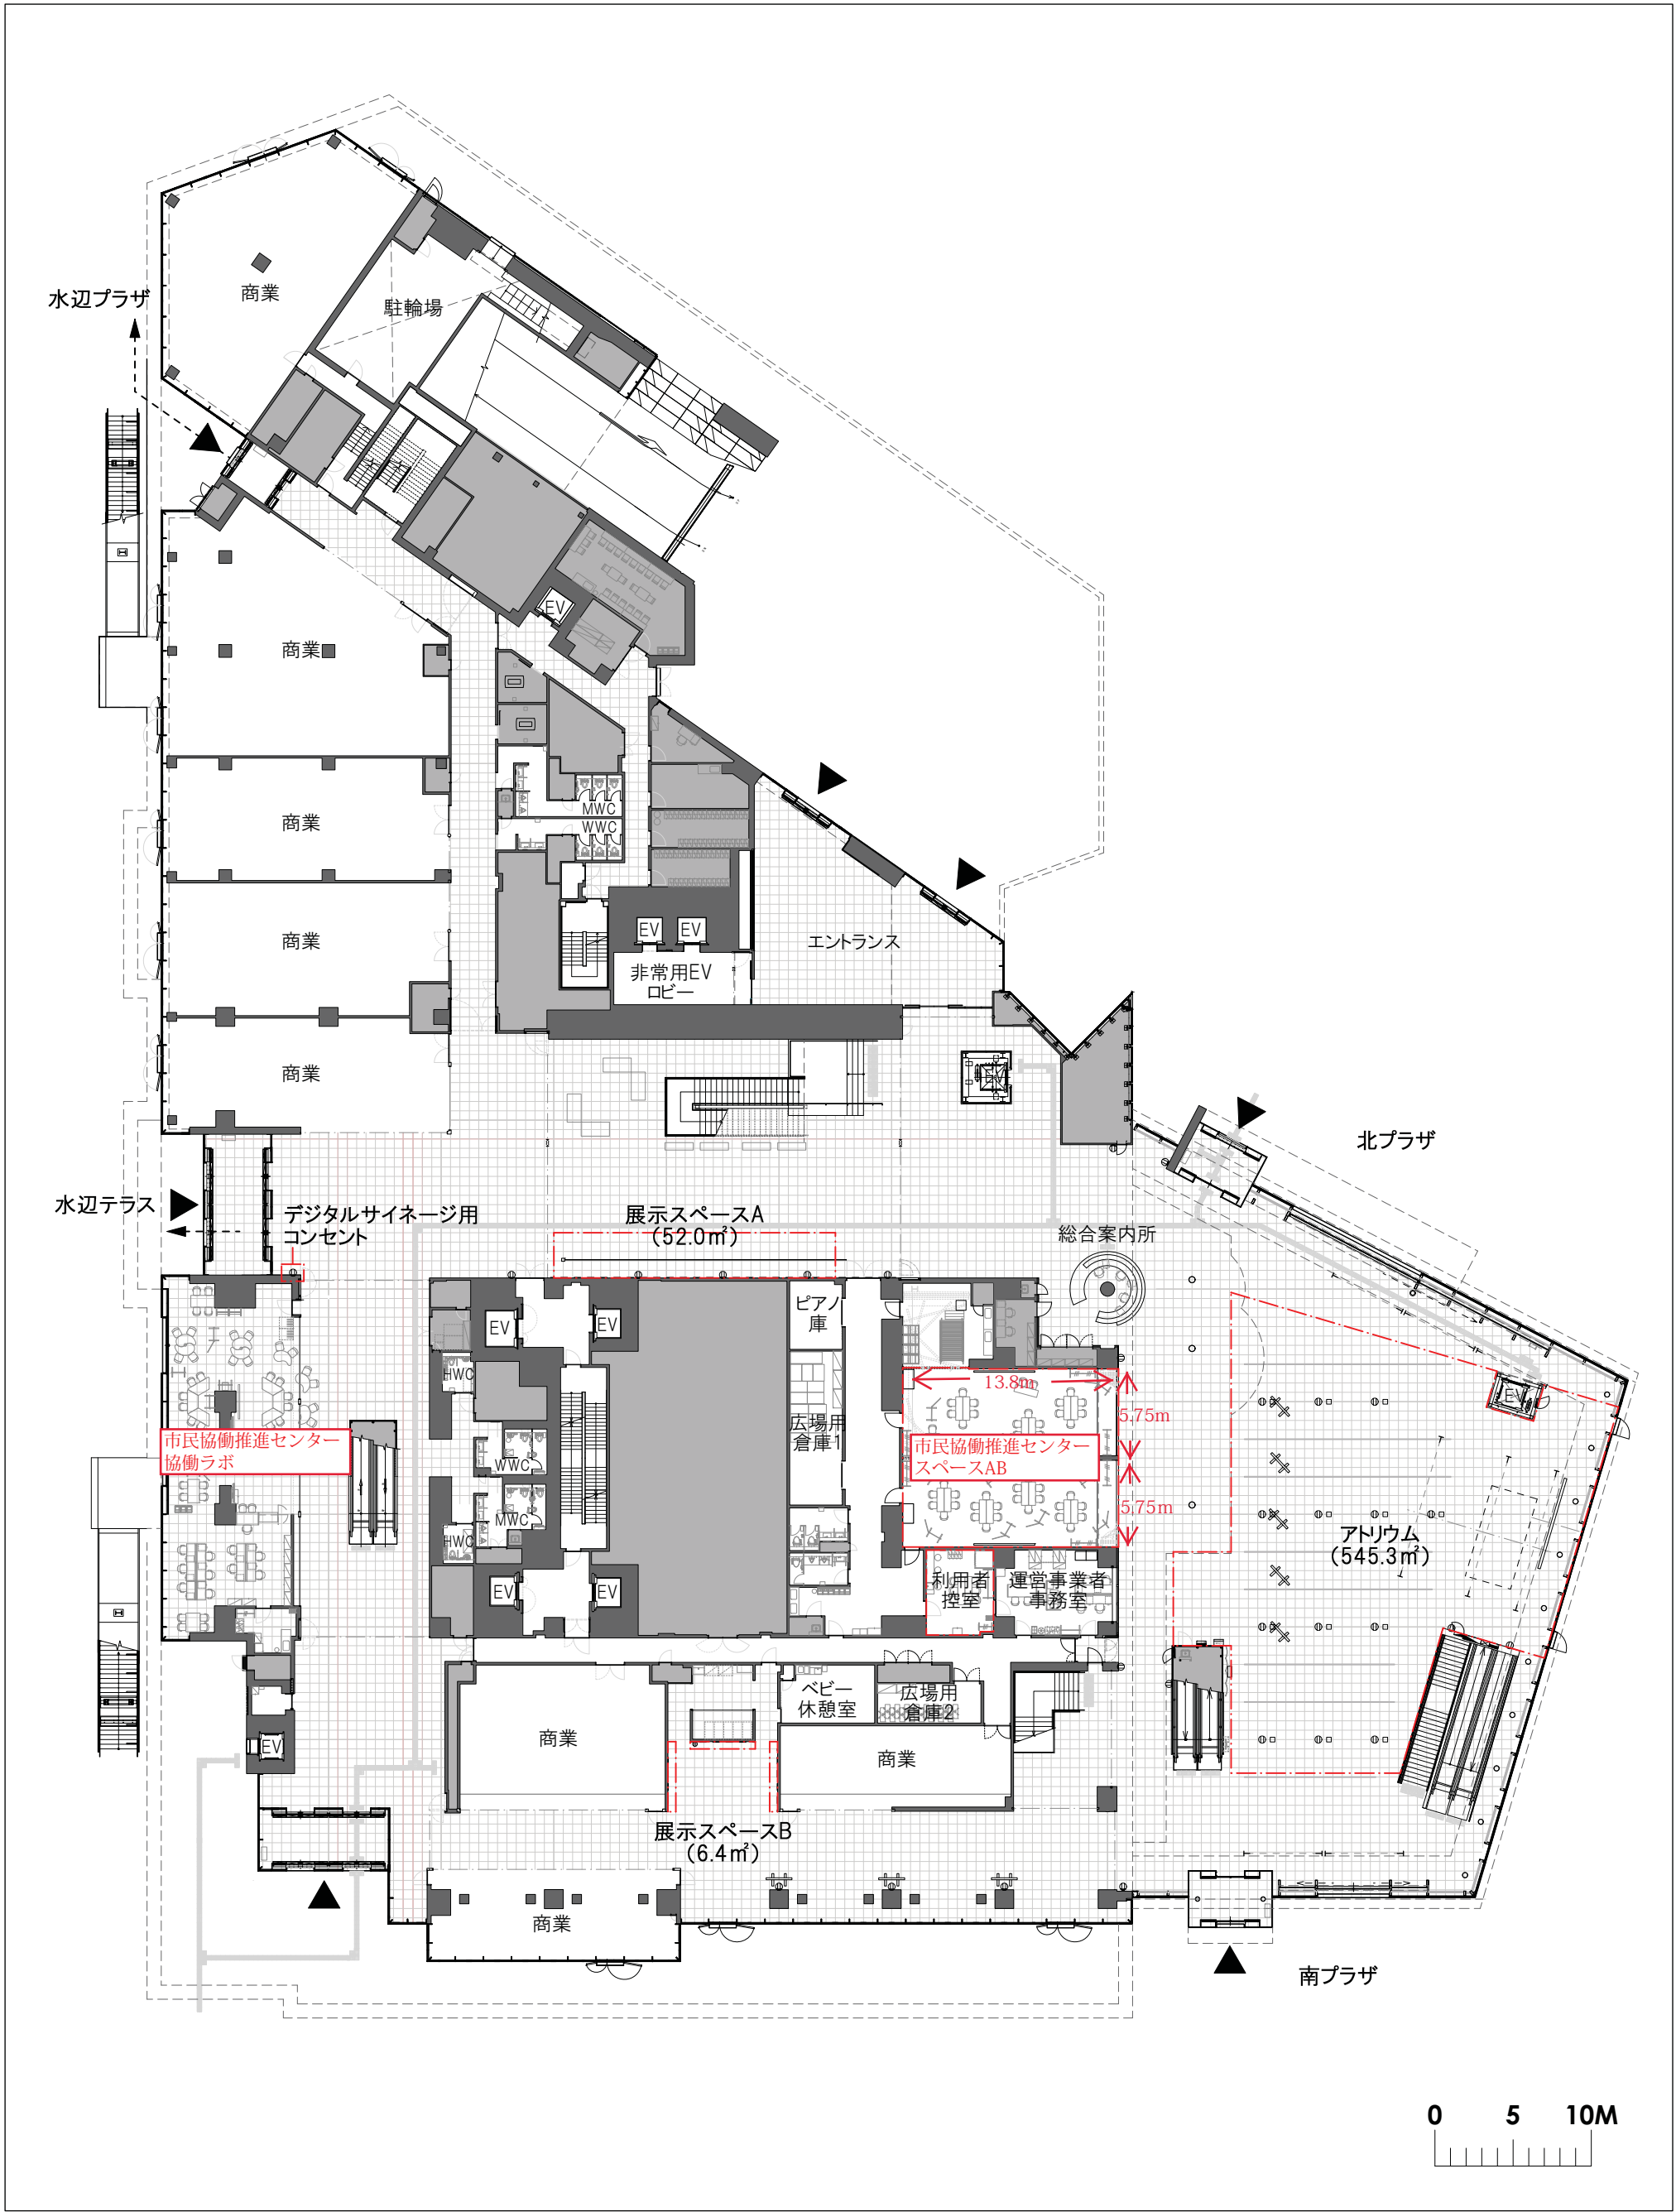 商業
水辺プラザ
駐輪場
EV
商業
MWC
WWC
商業
EV
EV
商業
エントランス
非常用EV
ロビー
商業
北プラザ
水辺テラス
デジタルサイネージ用
コンセント
展示スペースA
(52.0㎡)
総合案内所
ピアノ
庫
EV
EV
HWC
13.8m
EV
5.75m
広場用
倉庫1
市民協働推進センター
協働ラボ
市民協働推進センター
スペースAB
WWC
5.75m
MWC
アトリウム
(545.3㎡)
HWC
EV
EV
利用者
控室
運営事業者
事務室
ベビー
休憩室
広場用
倉庫2
商業
EV
商業
展示スペースB
(6.4㎡)
商業
南プラザ
0 5 10M